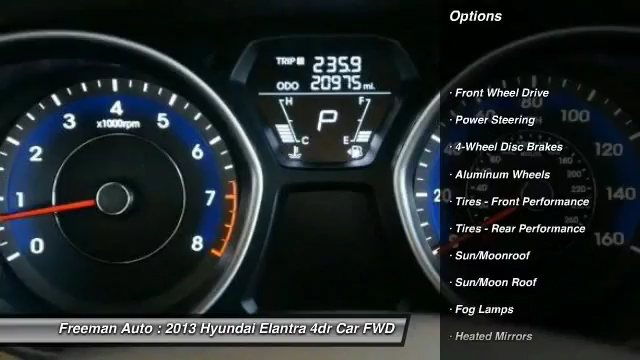 Options
TRIP 235.9
ODO 20975 mi.
H F
P
C E
0 1 2 3 4 5 6 7 8
x1000rpm
80 100 120 140 160
· Front Wheel Drive
· Power Steering
· 4-Wheel Disc Brakes
· Aluminum Wheels
· Tires - Front Performance
· Tires - Rear Performance
· Sun/Moonroof
· Sun/Moon Roof
· Fog Lamps
· Heated Mirrors
Freeman Auto : 2013 Hyundai Elantra 4dr Car FWD